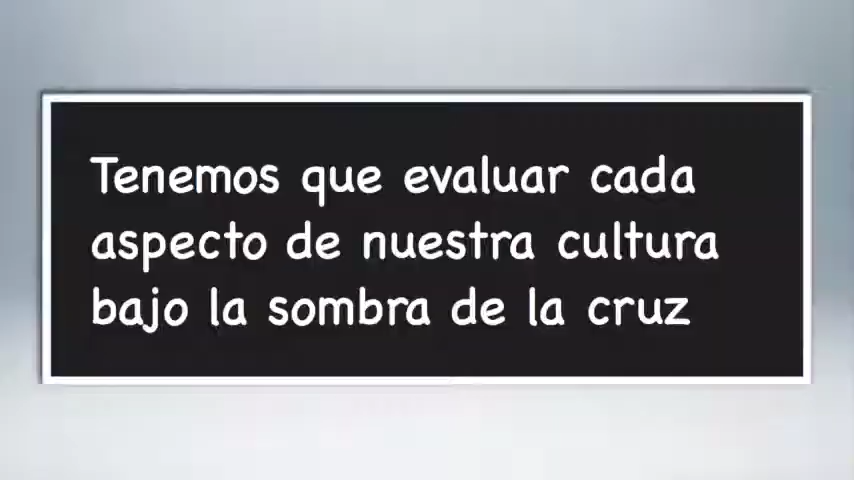 Tenemos que evaluar cada
aspecto de nuestra cultura
bajo la sombra de la cruz